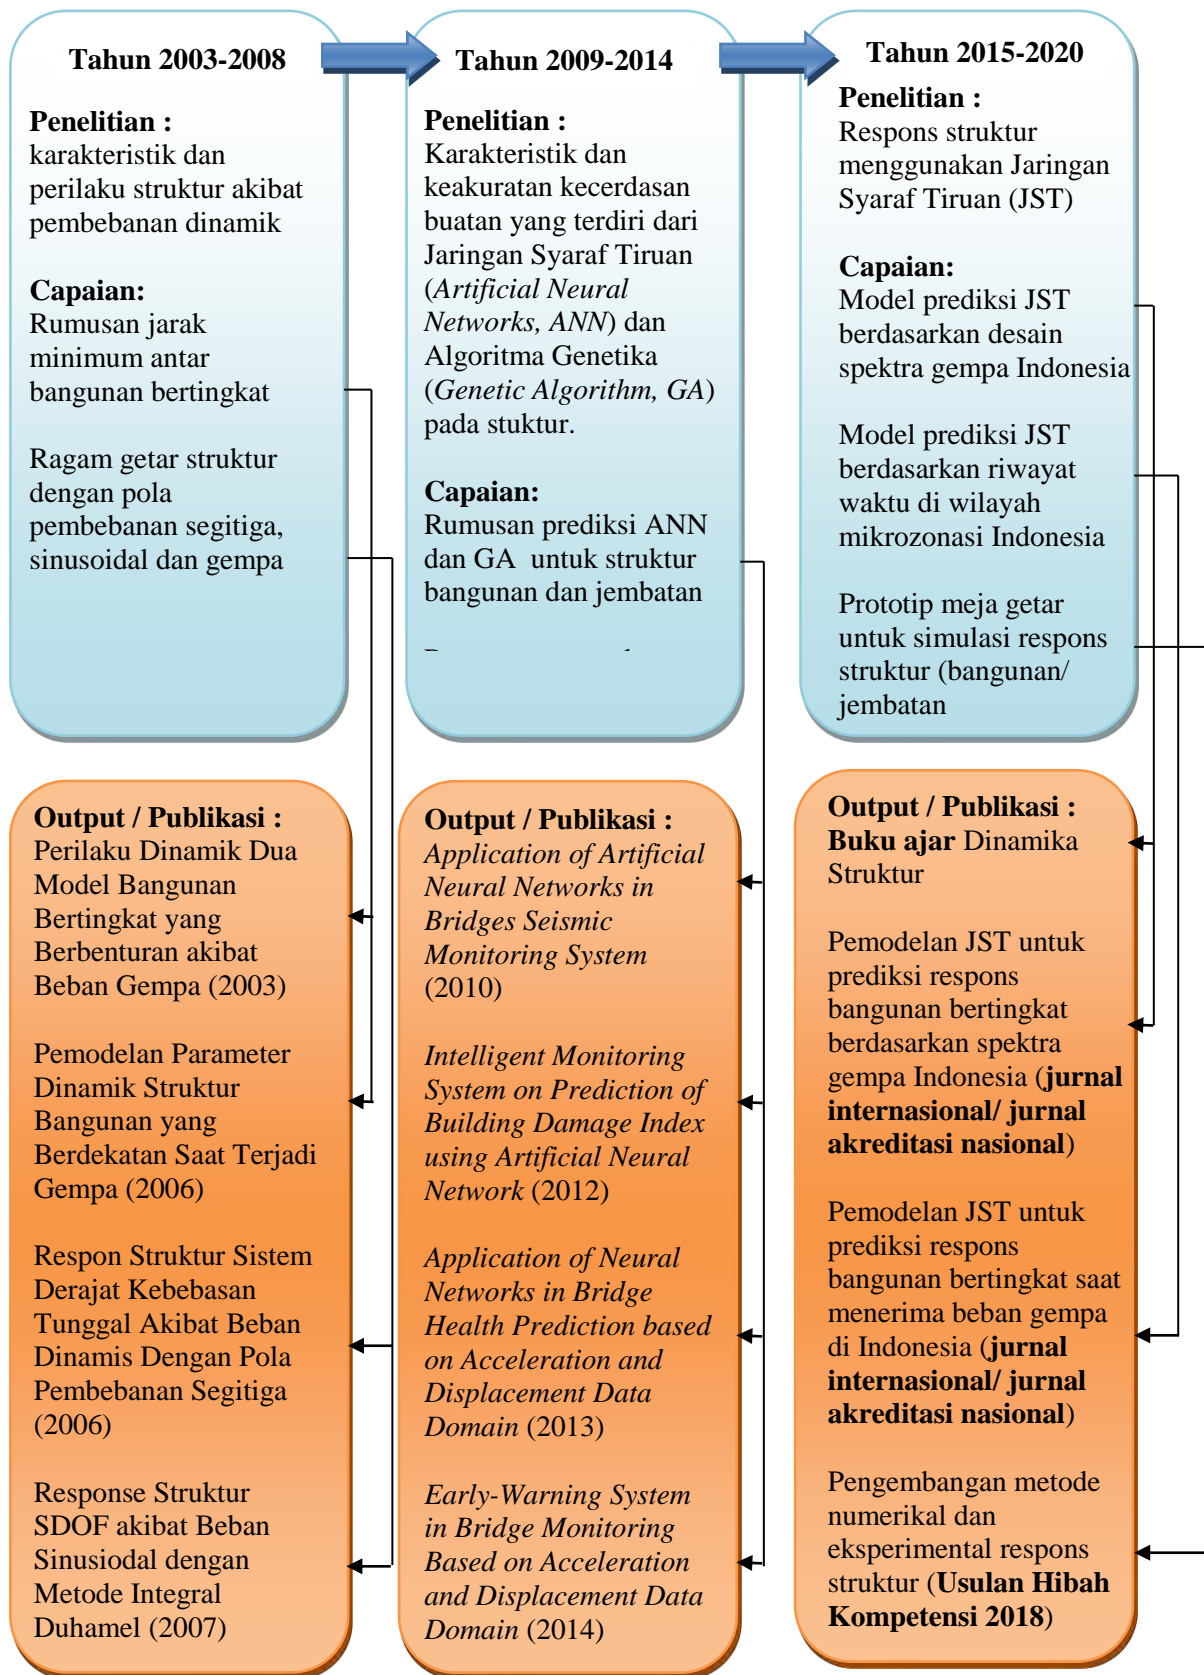 Tahun 2003-2008
Penelitian :
karakteristik dan
perilaku struktur akibat
pembebanan dinamik
Capaian:
Rumusan jarak
minimum antar
bangunan bertingkat
Ragam getar struktur
dengan pola
pembebanan segitiga,
sinusoidal dan gempa
Tahun 2009-2014
Penelitian :
Karakteristik dan
keakuratan kecerdasan
buatan yang terdiri dari
Jaringan Syaraf Tiruan
(Artificial Neural
Networks, ANN) dan
Algoritma Genetika
(Genetic Algorithm, GA)
pada stuktur.
Capaian:
Rumusan prediksi ANN
dan GA untuk struktur
bangunan dan jembatan
Tahun 2015-2020
Penelitian :
Respons struktur
menggunakan Jaringan
Syaraf Tiruan (JST)
Capaian:
Model prediksi JST
berdasarkan desain
spektra gempa Indonesia
Model prediksi JST
berdasarkan riwayat
waktu di wilayah
mikrozonasi Indonesia
Prototip meja getar
untuk simulasi respons
struktur (bangunan/
jembatan
Output / Publikasi :
Perilaku Dinamik Dua
Model Bangunan
Bertingkat yang
Berbenturan akibat
Beban Gempa (2003)
Pemodelan Parameter
Dinamik Struktur
Bangunan yang
Berdekatan Saat Terjadi
Gempa (2006)
Respon Struktur Sistem
Derajat Kebebasan
Tunggal Akibat Beban
Dinamis Dengan Pola
Pembebanan Segitiga
(2006)
Response Struktur
SDOF akibat Beban
Sinusiodal dengan
Metode Integral
Duhamel (2007)
Output / Publikasi :
Application of Artificial
Neural Networks in
Bridges Seismic
Monitoring System
(2010)
Intelligent Monitoring
System on Prediction of
Building Damage Index
using Artificial Neural
Network (2012)
Application of Neural
Networks in Bridge
Health Prediction based
on Acceleration and
Displacement Data
Domain (2013)
Early-Warning System
in Bridge Monitoring
Based on Acceleration
and Displacement Data
Domain (2014)
Output / Publikasi :
Buku ajar Dinamika
Struktur
Pemodelan JST untuk
prediksi respons
bangunan bertingkat
berdasarkan spektra
gempa Indonesia (jurnal
internasional/ jurnal
akreditasi nasional)
Pemodelan JST untuk
prediksi respons
bangunan bertingkat saat
menerima beban gempa
di Indonesia (jurnal
internasional/ jurnal
akreditasi nasional)
Pengembangan metode
numerikal dan
eksperimental respons
struktur (Usulan Hibah
Kompetensi 2018)